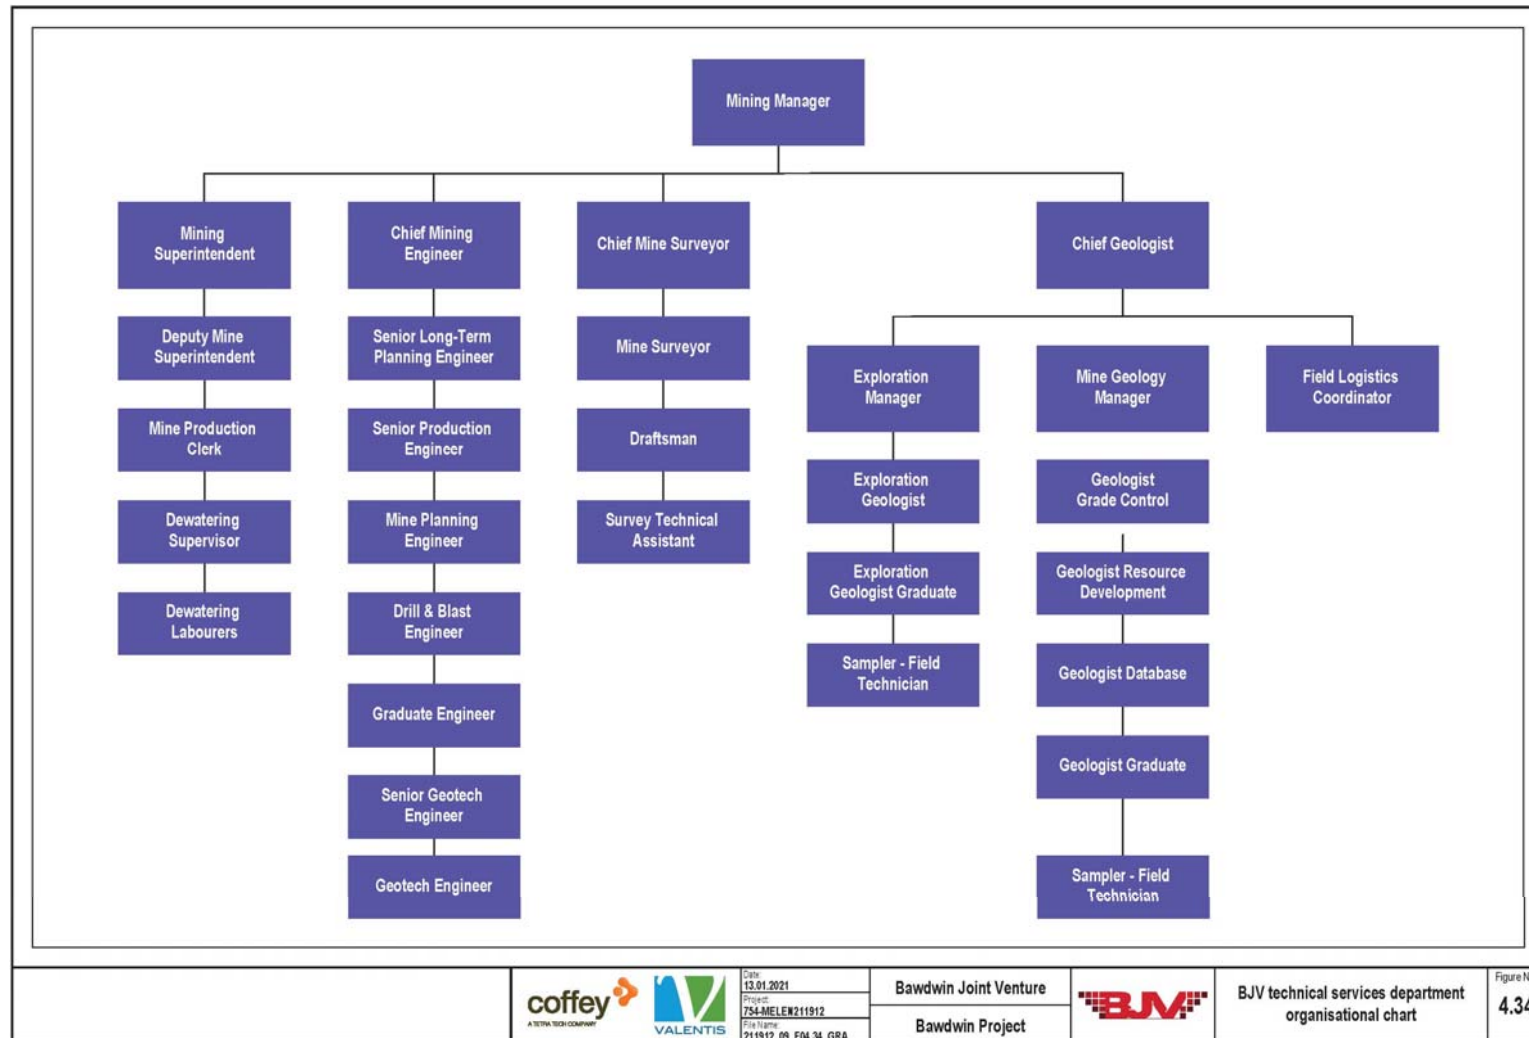 Mining Manager
Mining
Superintendent
Chief Mining
Engineer
Chief Mine Surveyor
Chief Geologist
Deputy Mine
Superintendent
Senior Long-Term
Planning Engineer
Mine Surveyor
Exploration
Manager
Mine Geology
Manager
Field Logistics
Coordinator
Mine Production
Clerk
Senior Production
Engineer
Draftsman
Exploration
Geologist
Geologist
Grade Control
Dewatering
Supervisor
Mine Planning
Engineer
Survey Technical
Assistant
Exploration
Geologist Graduate
Geologist Resource
Development
Dewatering
Labourers
Drill & Blast
Engineer
Sampler - Field
Technician
Geologist Database
Graduate Engineer
Geologist Graduate
Senior Geotech
Engineer
Geotech Engineer
Sampler - Field
Technician
coffey
A TETRA TECH COMPANY
VALENTIS
Date:
13.01.2021
Project:
754-MELEN211912
File Name:
211912_09_F04.34_GRA
Bawdwin Joint Venture
Bawdwin Project
BJV
BJV technical services department
organisational chart
Figure N
4.34